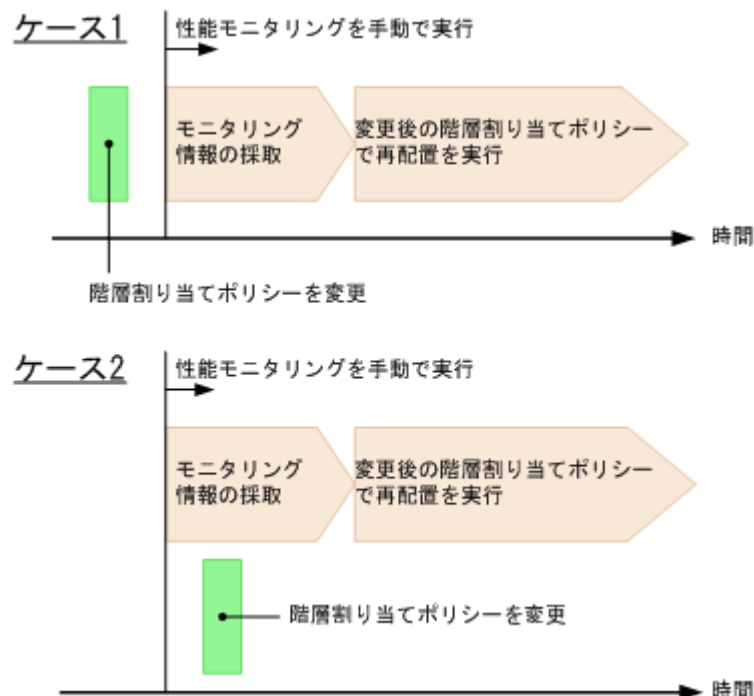 ケース1
性能モニタリングを手動で実行
モニタリング
情報の採取
変更後の階層割り当てポリシー
で再配置を実行
時間
階層割り当てポリシーを変更
ケース2
性能モニタリングを手動で実行
モニタリング
情報の採取
変更後の階層割り当てポリシー
で再配置を実行
階層割り当てポリシーを変更
時間